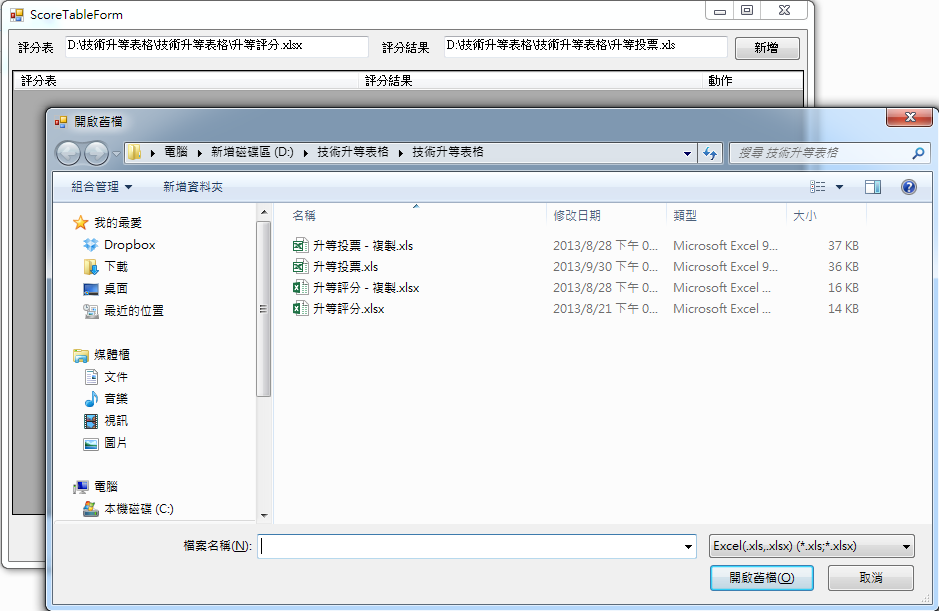 ScoreTableForm
評分表 D:\技術升等表格\技術升等表格\升等評分.xlsx 評分結果 D:\技術升等表格\技術升等表格\升等投票.xls 新增
評分表 評分結果 動作
開啟舊檔
電腦 新增磁碟區 (D:) 技術升等表格 技術升等表格 搜尋 技術升等表格
組合管理 新增資料夾
名稱 修改日期 類型 大小
我的最愛
Dropbox
下載
桌面
最近的位置
媒體櫃
文件
音樂
視訊
圖片
電腦
本機磁碟 (C:)
升等投票 - 複製.xls 2013/8/28 下午 0... Microsoft Excel 9... 37 KB
升等投票.xls 2013/9/30 下午 0... Microsoft Excel 9... 36 KB
升等評分 - 複製.xlsx 2013/8/28 下午 0... Microsoft Excel ... 16 KB
升等評分.xlsx 2013/8/21 下午 0... Microsoft Excel ... 14 KB
檔案名稱(N): Excel(.xls,.xlsx) (*.xls;*.xlsx)
開啟舊檔(O) 取消